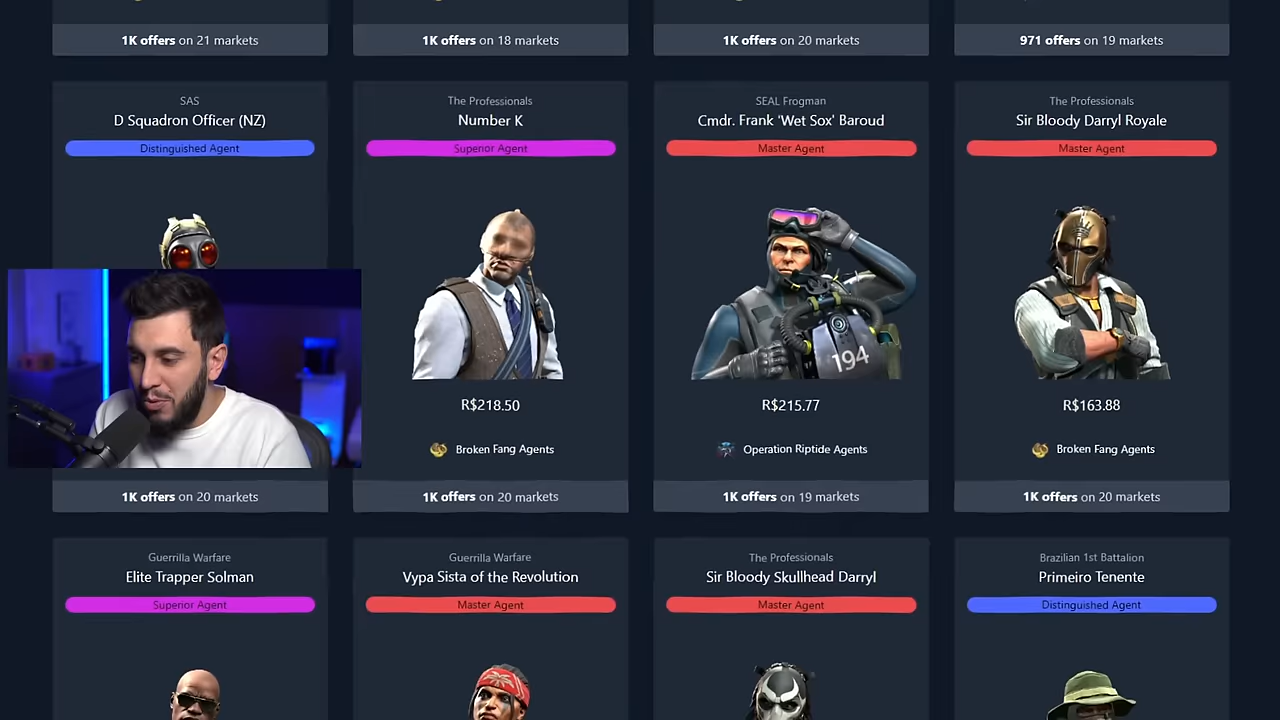 1K offers on 21 markets
1K offers on 18 markets
1K offers on 20 markets
971 offers on 19 markets
SAS
D Squadron Officer (NZ)
Distinguished Agent
The Professionals
Number K
Superior Agent
SEAL Frogman
Cmdr. Frank 'Wet Sox' Baroud
Master Agent
The Professionals
Sir Bloody Darryl Royale
Master Agent
194
R$218.50
R$215.77
R$163.88
Broken Fang Agents
Operation Riptide Agents
Broken Fang Agents
1K offers on 20 markets
1K offers on 20 markets
1K offers on 19 markets
1K offers on 20 markets
Guerrilla Warfare
Elite Trapper Solman
Superior Agent
Guerrilla Warfare
Vypa Sista of the Revolution
Master Agent
The Professionals
Sir Bloody Skullhead Darryl
Master Agent
Brazilian 1st Battalion
Primeiro Tenente
Distinguished Agent